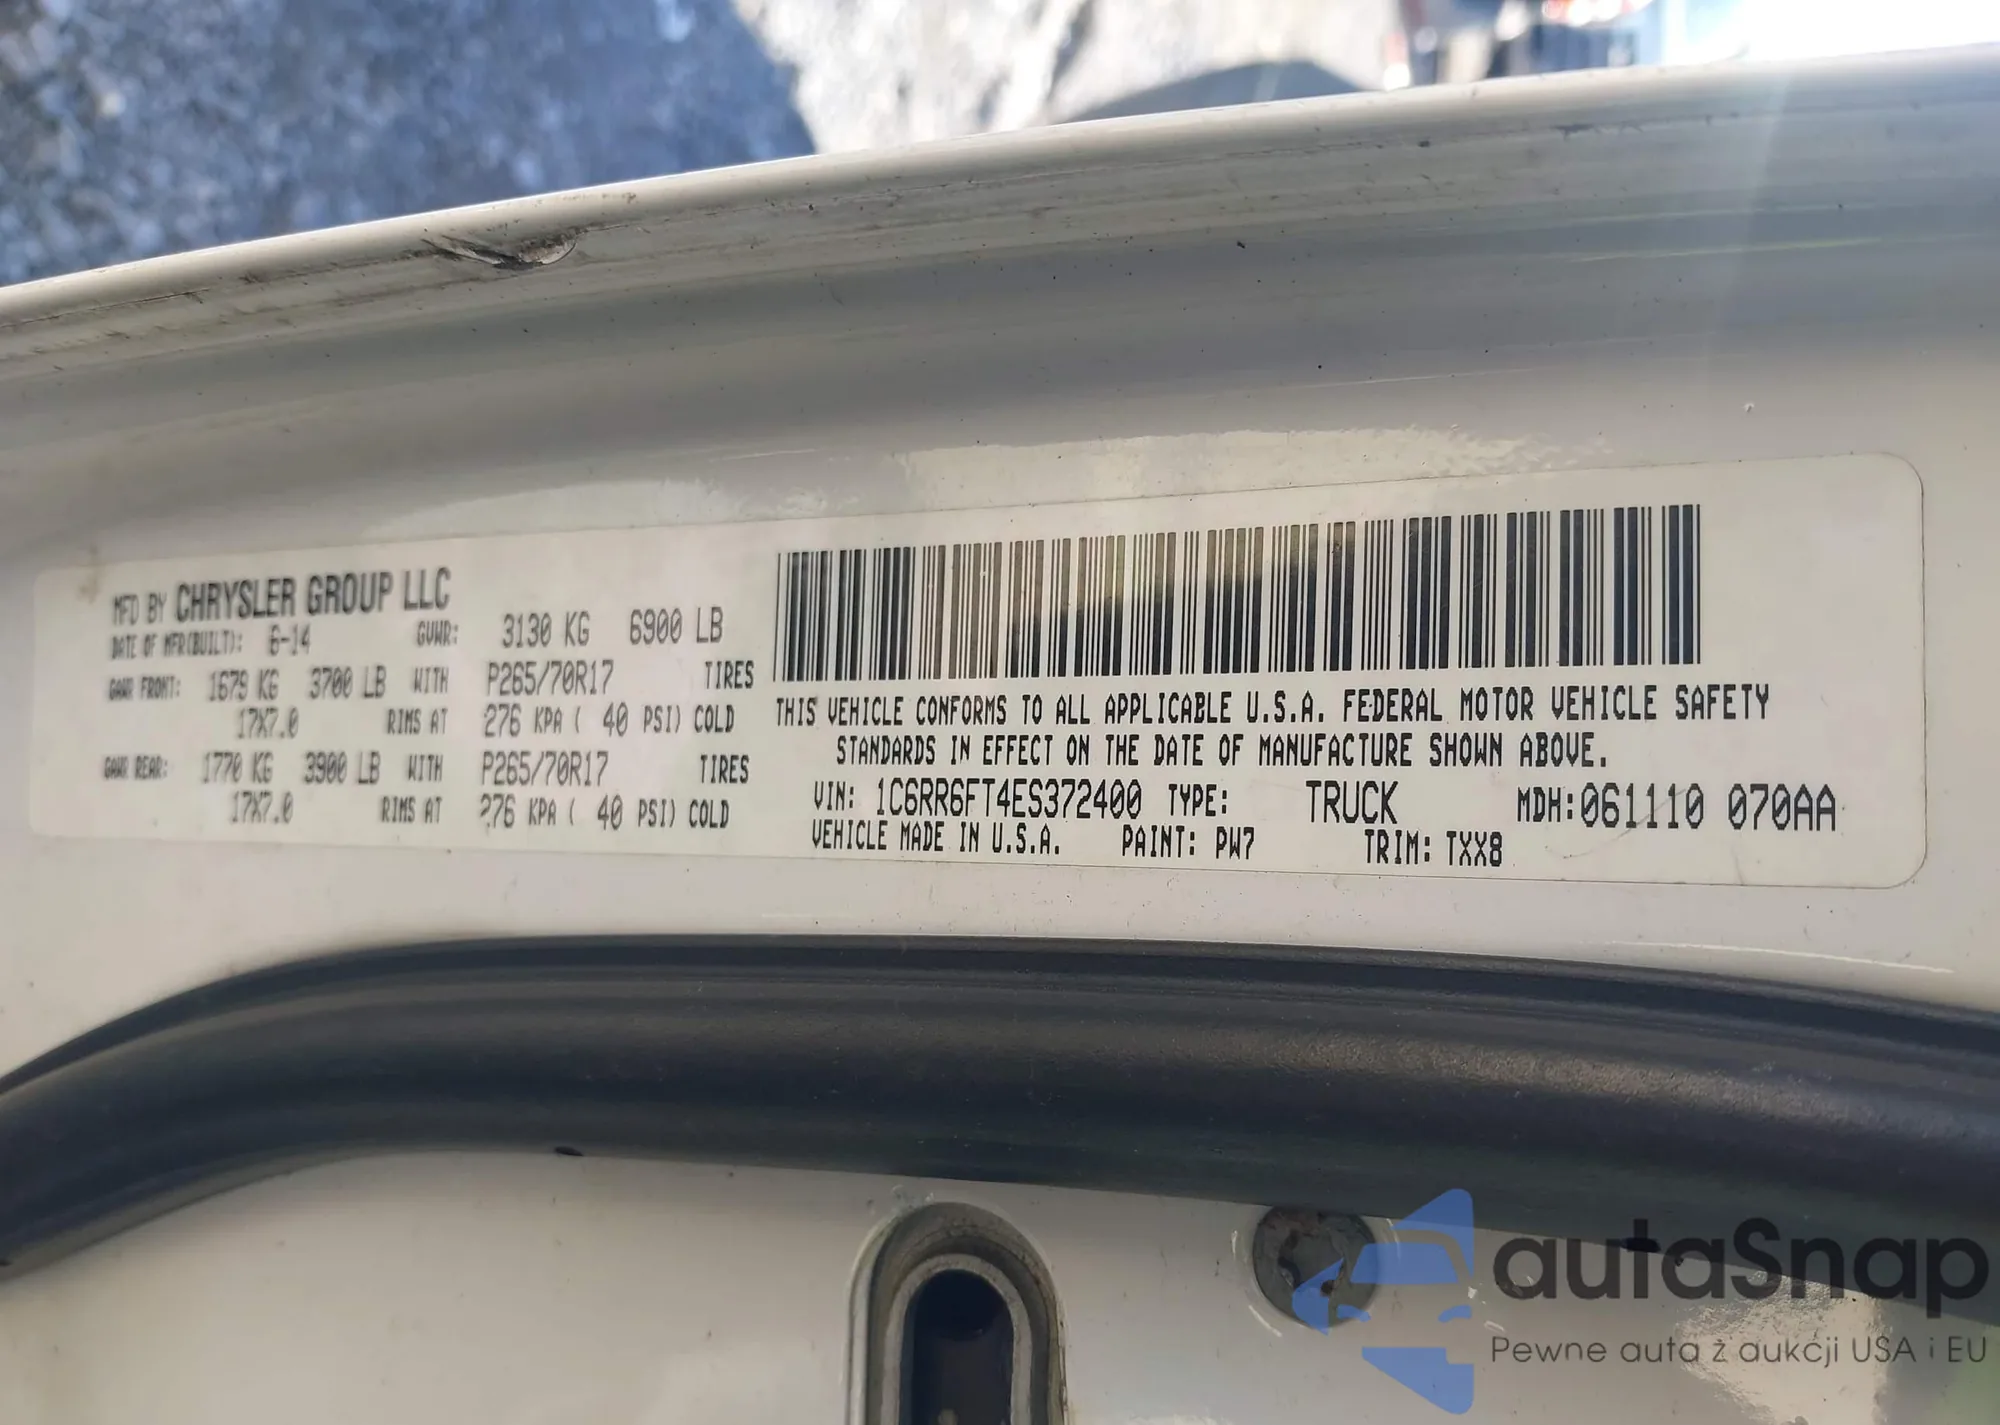 MFD BY CHRYSLER GROUP LLC
DATE OF MFR(BUILT): 6-14 GVWR: 3130 KG 6900 LB
GAWR FRONT: 1679 KG 3700 LB WITH P265/70R17 TIRES
17X7.0 RIMS AT 276 KPA ( 40 PSI) COLD
GAWR REAR: 1770 KG 3900 LB WITH P265/70R17 TIRES
17X7.0 RIMS AT 276 KPA ( 40 PSI) COLD
THIS VEHICLE CONFORMS TO ALL APPLICABLE U.S.A. FEDERAL MOTOR VEHICLE SAFETY
STANDARDS IN EFFECT ON THE DATE OF MANUFACTURE SHOWN ABOVE.
VIN: 1C6RR6FT4ES372400 TYPE: TRUCK MDH:061110 070AA
VEHICLE MADE IN U.S.A. PAINT: PW7 TRIM: TXX8
autaSnap
Pewne auta z aukcji USA i EU